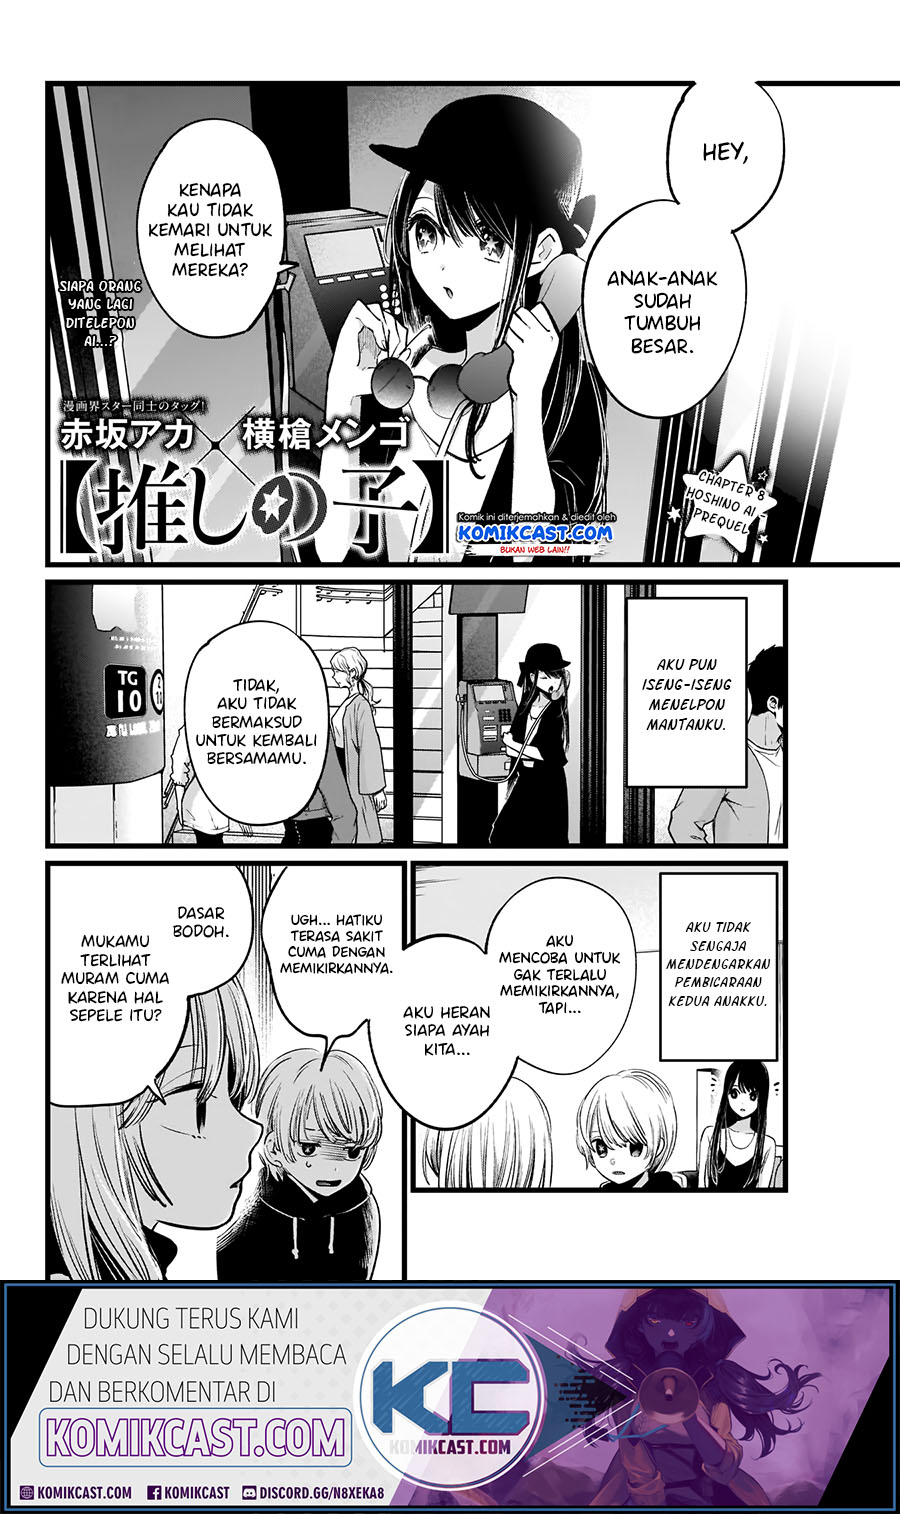 HEY,
ANAK-ANAK
SUDAH
TUMBUH
BESAR.
KENAPA
KAU TIDAK
KEMARI UNTUK
MELIHAT
MEREKA?
SIAPA ORANG
YANG LAGI
DITELEPON
AI...?
漫画界スター同士のタッグ!
赤坂アカ×横槍メンゴ
【推しの子】
CHAPTER 8
HOSHINO AI
PREQUEL
Komik ini diterjemahkan & diedit oleh
KOMIKCAST.COM
BUKAN WEB LAIN!!
AKU PUN
ISENG-ISENG
MENELPON
MANTANKU.
TIDAK,
AKU TIDAK
BERMAKSUD
UNTUK KEMBALI
BERSAMAMU.
TG
10
AKU TIDAK
SENGAJA
MENDENGARKAN
PEMBICARAAN
KEDUA ANAKKU.
AKU
MENCOBA UNTUK
GAK TERLALU
MEMIKIRKANNYA,
TAPI...
AKU HERAN
SIAPA AYAH
KITA...
UGH... HATIKU
TERASA SAKIT
CUMA DENGAN
MEMIKIRKANNYA.
DASAR
BODOH.
MUKAMU
TERLIHAT
MURAM CUMA
KARENA HAL
SEPELE ITU?
DUKUNG TERUS KAMI
DENGAN SELALU MEMBACA
DAN BERKOMENTAR DI
KOMIKCAST.COM
KOMIKCAST.COM KOMIKCAST DISCORD.GG/N8XEKA8
KC
KOMIKCAST.COM